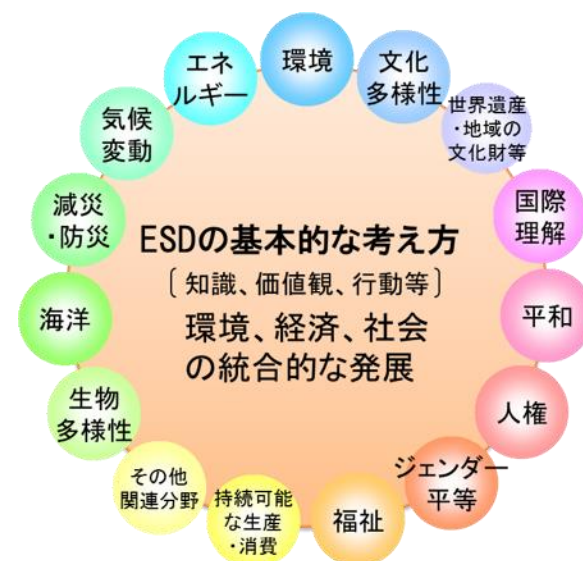 環境
文化
多様性
世界遺産
・地域の
文化財等
国際
理解
平和
人権
ジェンダー
平等
福祉
持続可能
な生産
・消費
その他
関連分野
生物
多様性
海洋
減災
・防災
気候
変動
エネ
ルギー
ESDの基本的な考え方
〔知識、価値観、行動等〕
環境、経済、社会
の統合的な発展